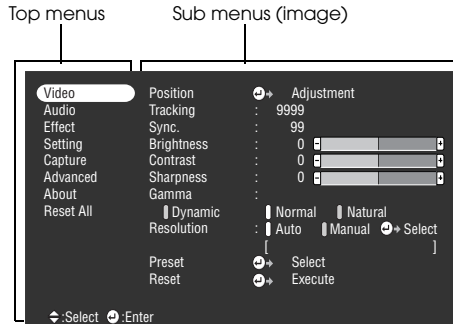 Top menus Sub menus (image)
Video Position Adjustment
Audio Tracking : 9999
Effect Sync. : 99
Setting Brightness : 0 - +
Capture Contrast : 0 - +
Advanced Sharpness : 0 - +
About Gamma :
Reset All Dynamic Normal Natural
Resolution : Auto Manual Select
[ ]
Preset Select
Reset Execute
:Select :Enter